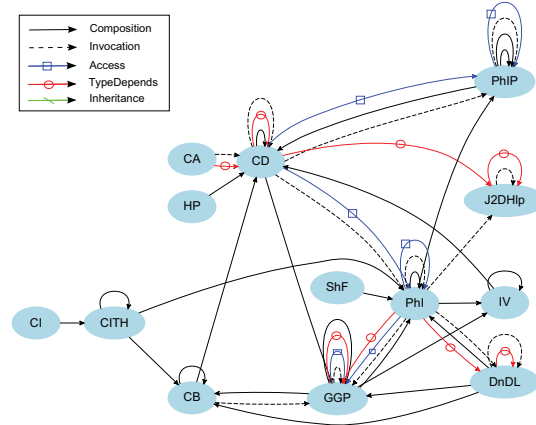 Composition
Invocation
Access
TypeDepends
Inheritance
PhIP
CA
CD
HP
J2DHlp
ShF
PhI
IV
CI
CITH
CB
GGP
DnDL